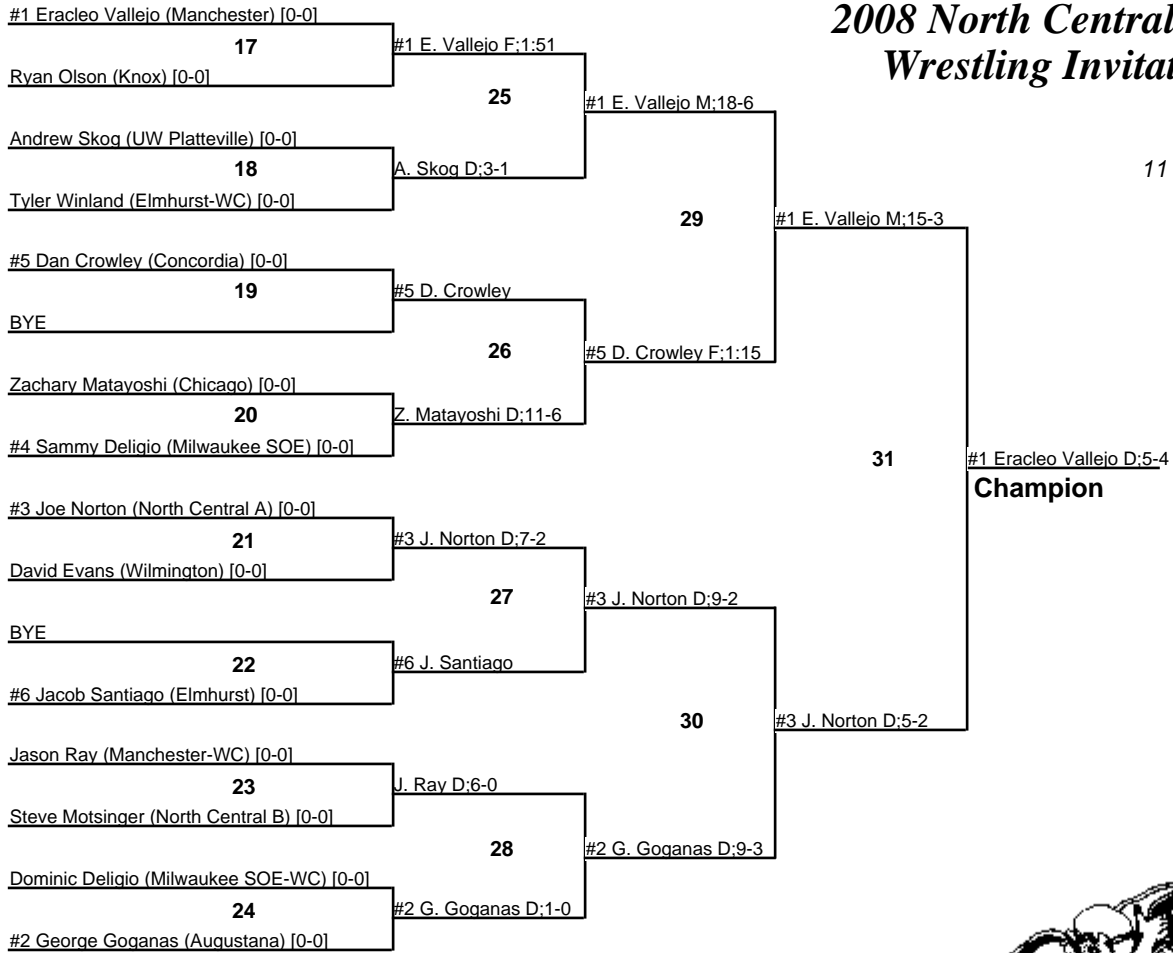 2008 North Central
Wrestling Invitat
11
#1 Eracleo Vallejo (Manchester) [0-0]
17
Ryan Olson (Knox) [0-0]
Andrew Skog (UW Platteville) [0-0]
18
Tyler Winland (Elmhurst-WC) [0-0]
#5 Dan Crowley (Concordia) [0-0]
19
BYE
Zachary Matayoshi (Chicago) [0-0]
20
#4 Sammy Deligio (Milwaukee SOE) [0-0]
#3 Joe Norton (North Central A) [0-0]
21
David Evans (Wilmington) [0-0]
BYE
22
#6 Jacob Santiago (Elmhurst) [0-0]
Jason Ray (Manchester-WC) [0-0]
23
Steve Motsinger (North Central B) [0-0]
Dominic Deligio (Milwaukee SOE-WC) [0-0]
24
#2 George Goganas (Augustana) [0-0]
#1 E. Vallejo F;1:51
25
A. Skog D;3-1
#5 D. Crowley
26
Z. Matayoshi D;11-6
#3 J. Norton D;7-2
27
#6 J. Santiago
J. Ray D;6-0
28
#2 G. Goganas D;1-0
#1 E. Vallejo M;18-6
29
#5 D. Crowley F;1:15
#3 J. Norton D;9-2
30
#2 G. Goganas D;9-3
#1 E. Vallejo M;15-3
31
#3 J. Norton D;5-2
#1 Eracleo Vallejo D;5-4
Champion